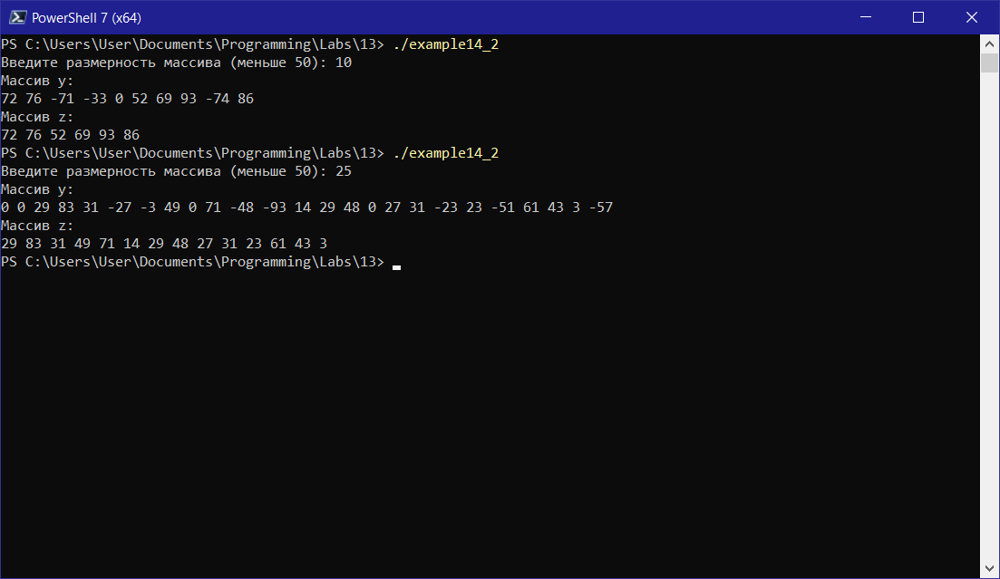 PowerShell 7 (x64)
PS C:\Users\User\Documents\Programming\Labs\13> ./example14_2
Введите размерность массива (меньше 50): 10
Массив y:
72 76 -71 -33 0 52 69 93 -74 86
Массив z:
72 76 52 69 93 86
PS C:\Users\User\Documents\Programming\Labs\13> ./example14_2
Введите размерность массива (меньше 50): 25
Массив y:
0 0 29 83 31 -27 -3 49 0 71 -48 -93 14 29 48 0 27 31 -23 23 -51 61 43 3 -57
Массив z:
29 83 31 49 71 14 29 48 27 31 23 61 43 3
PS C:\Users\User\Documents\Programming\Labs\13>